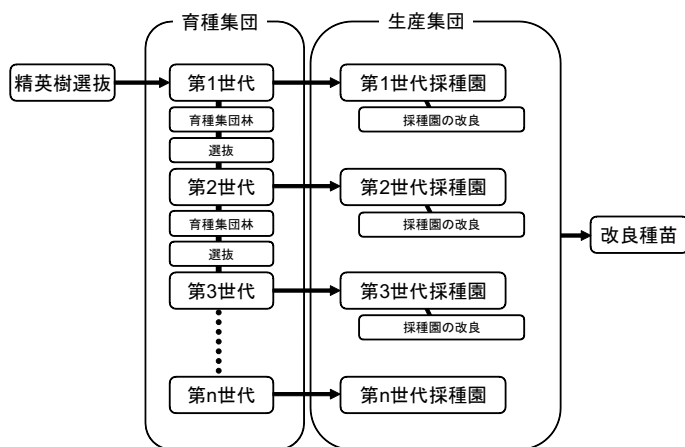 育種集団
生産集団
精英樹選抜
第1世代
第1世代採種園
育種集団林
採種園の改良
選抜
第2世代
第2世代採種園
育種集団林
採種園の改良
選抜
改良種苗
第3世代
第3世代採種園
採種園の改良
第n世代
第n世代採種園